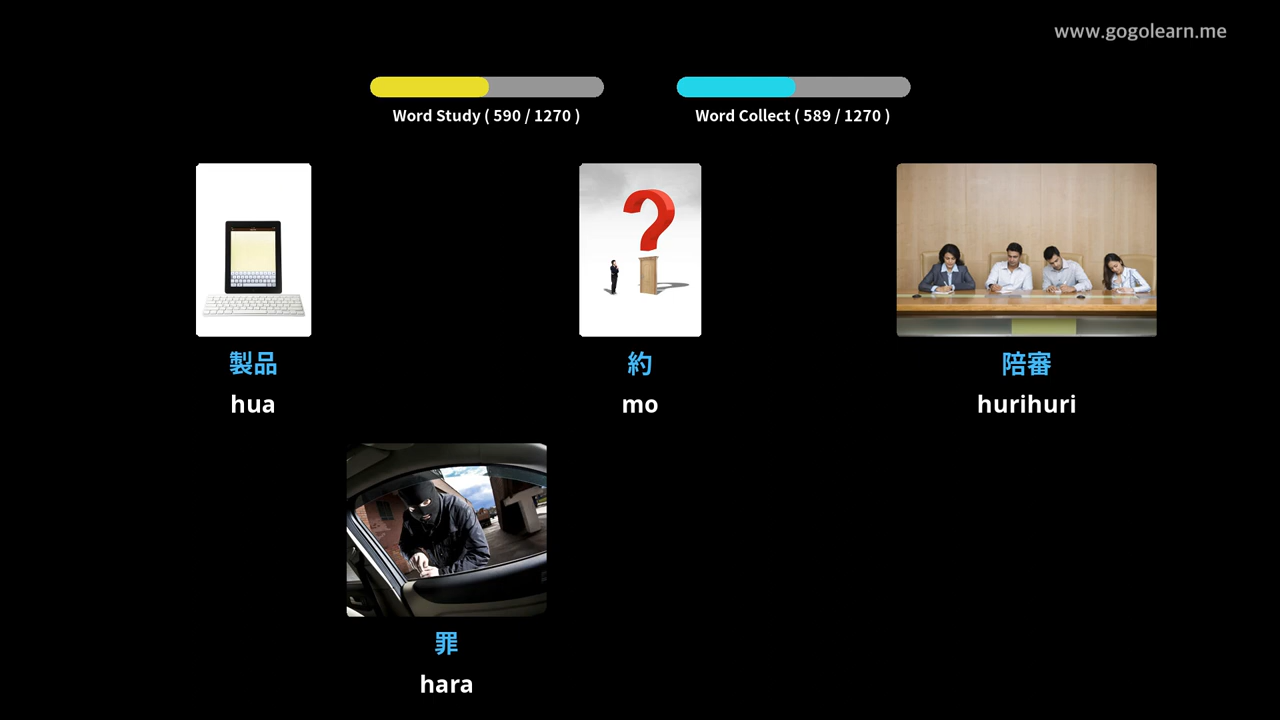 www.gogolearn.me
Word Study ( 590 / 1270 )
Word Collect ( 589 / 1270 )
製品
hua
約
mo
陪審
hurihuri
罪
hara